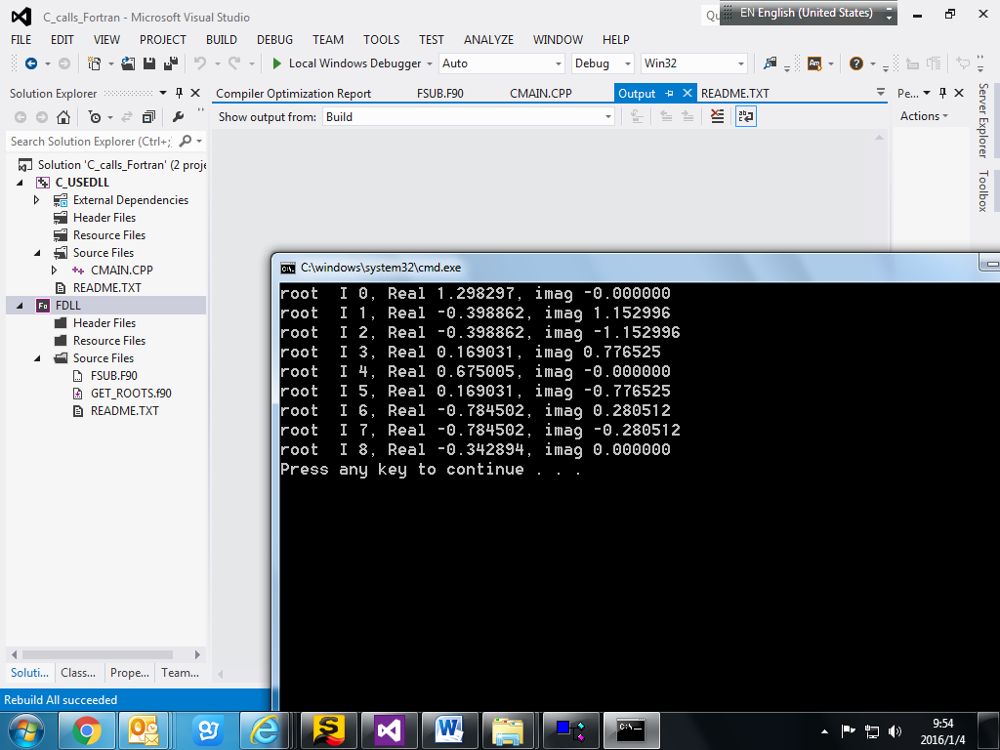 C_calls_Fortran - Microsoft Visual Studio
EN English (United States)
FILE EDIT VIEW PROJECT BUILD DEBUG TEAM TOOLS TEST ANALYZE WINDOW HELP
Local Windows Debugger Auto Debug Win32
Solution Explorer
Compiler Optimization Report FSUB.F90 CMAIN.CPP Output README.TXT
Pe...
Show output from: Build
Actions
Search Solution Explorer (Ctrl+;
Solution 'C_calls_Fortran' (2 proje
C_USEDLL
External Dependencies
Header Files
Resource Files
Source Files
CMAIN.CPP
README.TXT
FDLL
Header Files
Resource Files
Source Files
FSUB.F90
GET_ROOTS.f90
README.TXT
Server Explorer
Toolbox
C:\windows\system32\cmd.exe
root  I 0, Real 1.298297, imag -0.000000
root  I 1, Real -0.398862, imag 1.152996
root  I 2, Real -0.398862, imag -1.152996
root  I 3, Real 0.169031, imag 0.776525
root  I 4, Real 0.675005, imag -0.000000
root  I 5, Real 0.169031, imag -0.776525
root  I 6, Real -0.784502, imag 0.280512
root  I 7, Real -0.784502, imag -0.280512
root  I 8, Real -0.342894, imag 0.000000
Press any key to continue . . .
Soluti... Class... Prope... Team...
Rebuild All succeeded
9:54
2016/1/4